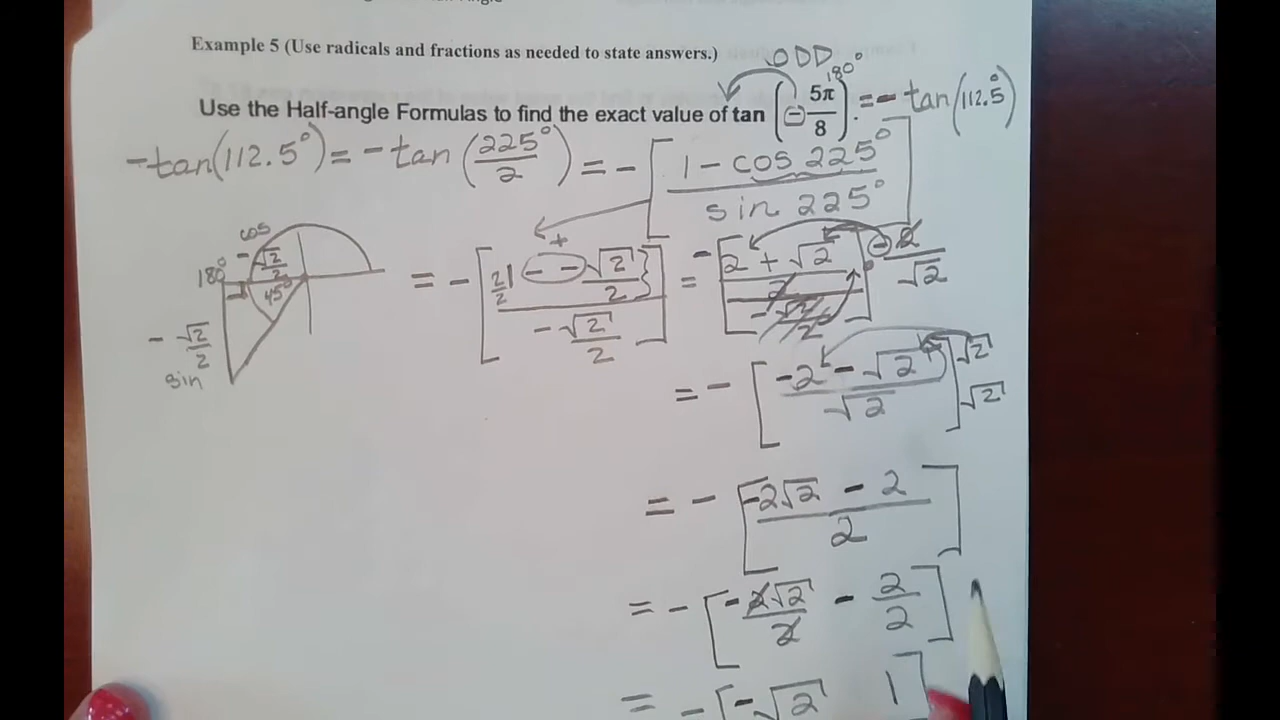 Example 5 (Use radicals and fractions as needed to state answers.)
ODD 180°
Use the Half-angle Formulas to find the exact value of tan (− 5π/8). = − tan(112.5°)
−tan(112.5°) = − tan (225°/2) = − [(1 − cos 225°)/(sin 225°)]
cos
− √2/2
180°
45°
− √2/2
sin
= − [(2/2 1 − − √2/2)/(− √2/2)] + = − [((2 + √2)/2)/(− √2/2)] • − 2/√2
= − [(−2 − √2)/√2] √2/√2
= − [(−2√2 − 2)/2]
= − [− 2√2/2 − 2/2]
= − [− √2 1]